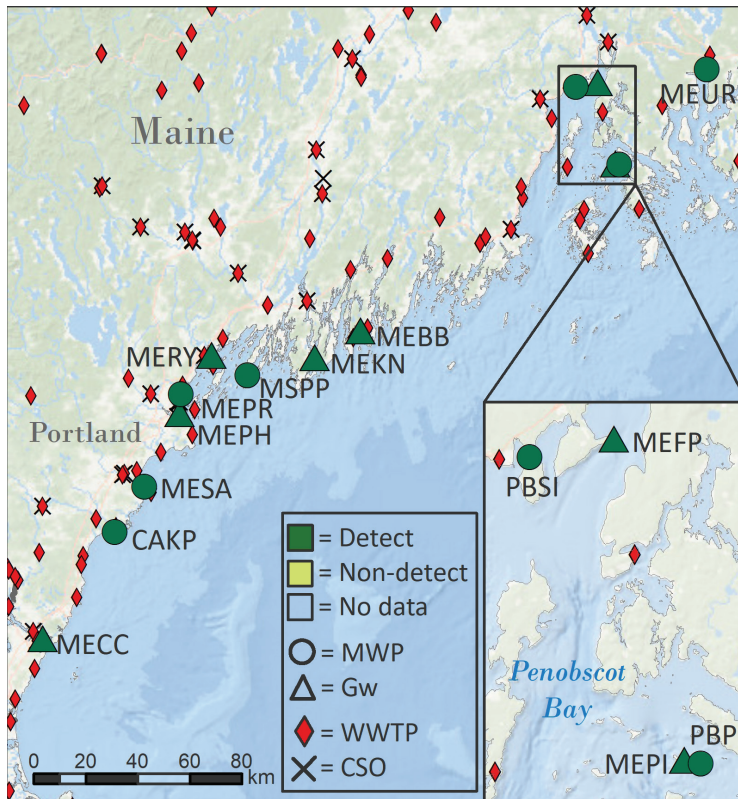 MEUR
Maine
MEBB
MERY
MEKN
MSPP
MEPR
Portland
MEPH
MEFP
PBSI
MESA
CAKP
= Detect
= Non-detect
= No data
MECC
= MWP
= Gw
Penobscot
Bay
= WWTP
PBP
MEPI
= CSO
0 20 40 60 80
km